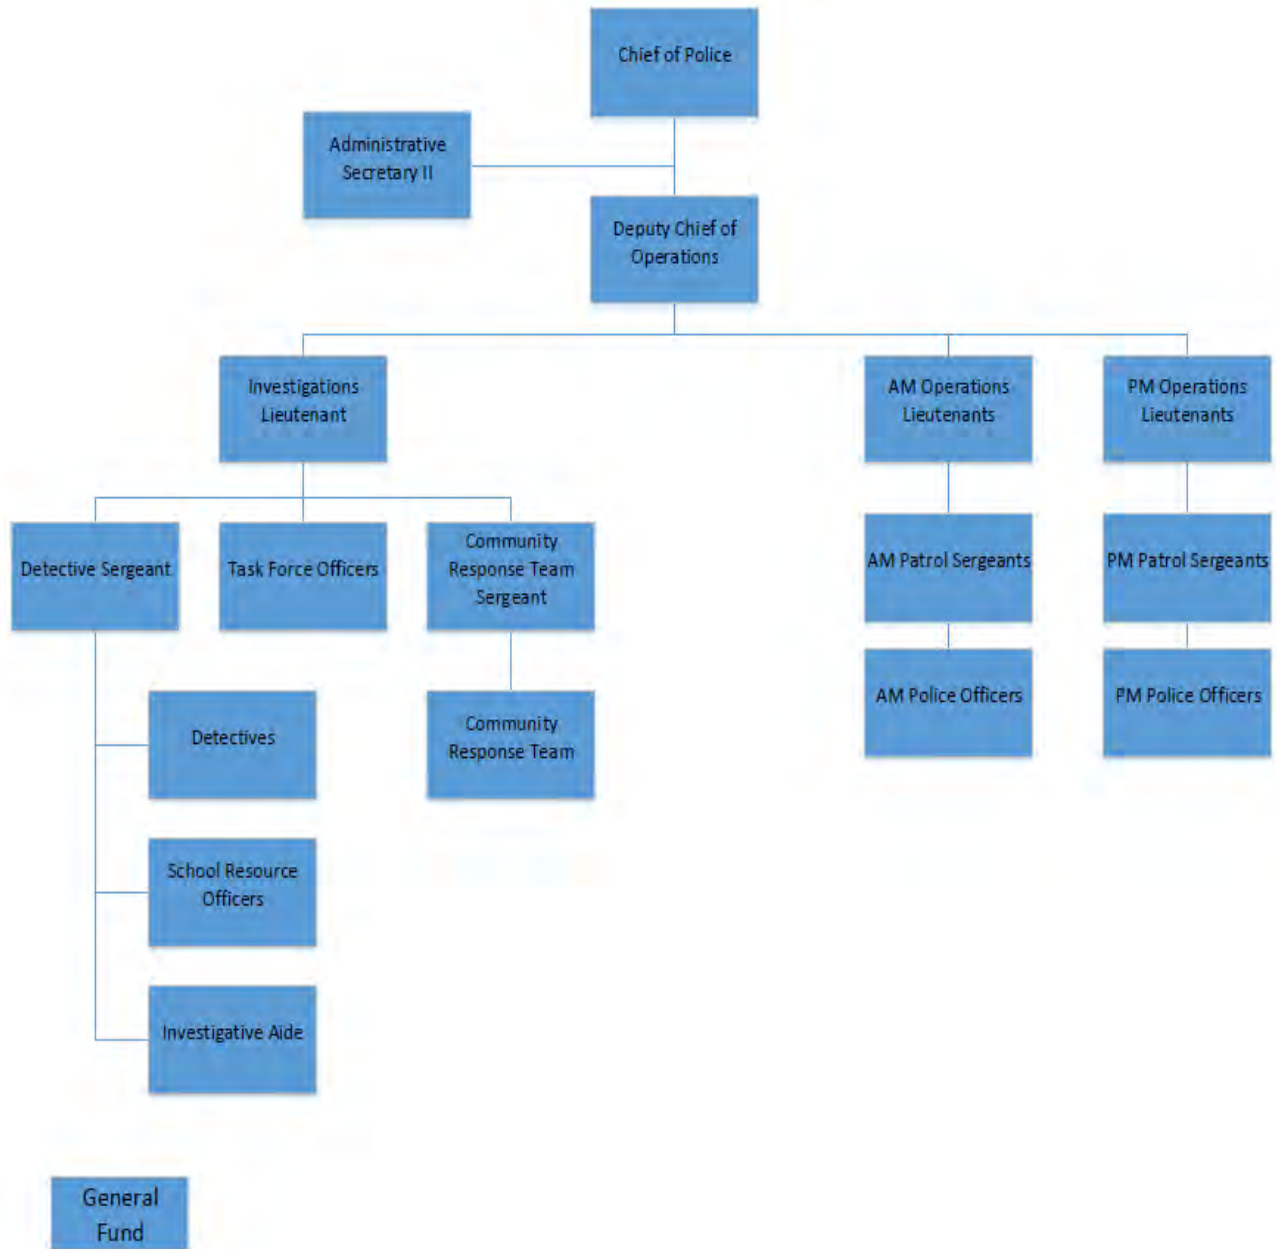 Chief of Police
Administrative
Secretary II
Deputy Chief of
Operations
Investigations
Lieutenant
AM Operations
Lieutenants
PM Operations
Lieutenants
Detective Sergeant
Task Force Officers
Community
Response Team
Sergeant
AM Patrol Sergeants
PM Patrol Sergeants
Detectives
Community
Response Team
AM Police Officers
PM Police Officers
School Resource
Officers
Investigative Aide
General
Fund